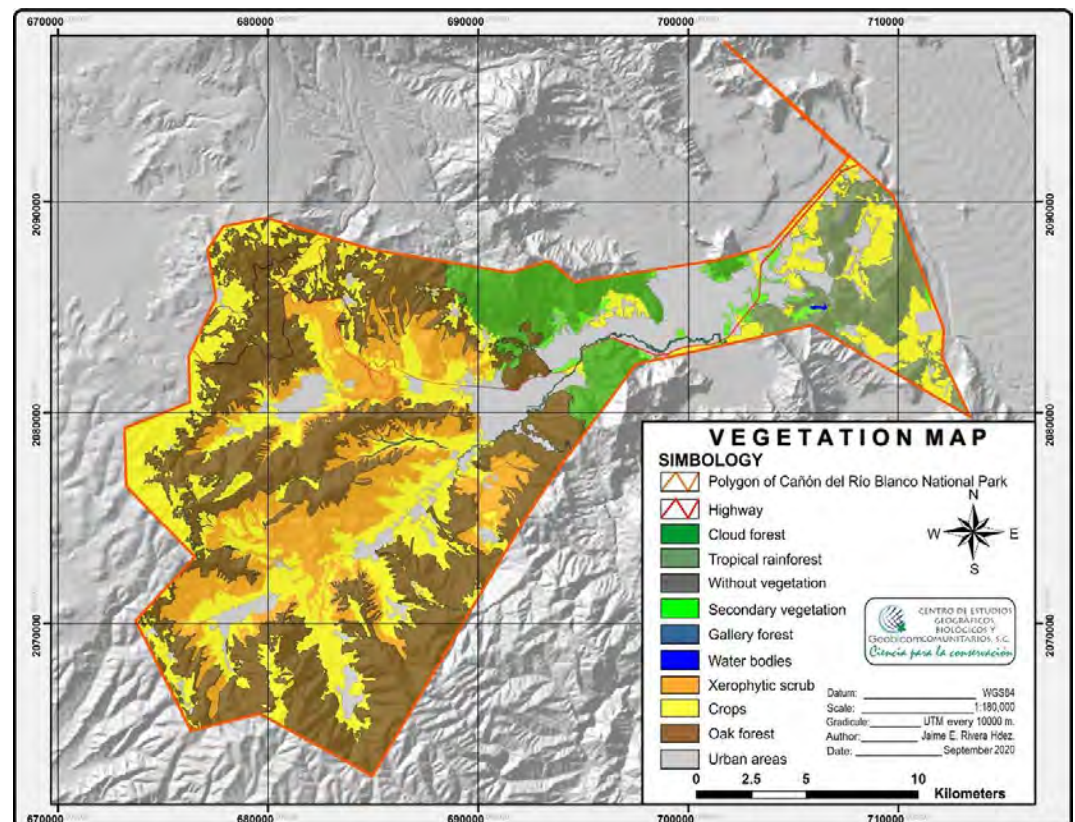 670000 680000 690000 700000 710000
2090000 2090000
2080000 2080000
2070000 2070000
VEGETATION MAP
SIMBOLOGY
Polygon of Cañón del Río Blanco National Park
Highway
Cloud forest
Tropical rainforest
Without vegetation
Secondary vegetation
Gallery forest
Water bodies
Xerophytic scrub
Crops
Oak forest
Urban areas
N
W E
S
CENTRO DE ESTUDIOS
GEOGRÁFICOS,
BIOLÓGICOS Y
Geobicom COMUNITARIOS, S.C.
Ciencia para la conservación
Datum: WGS84
Scale: 1:180,000
Gradicule: UTM every 10000 m.
Author: Jaime E. Rivera Hdez.
Date: September 2020
0 2.5 5 10
Kilometers
670000 680000 690000 700000 710000